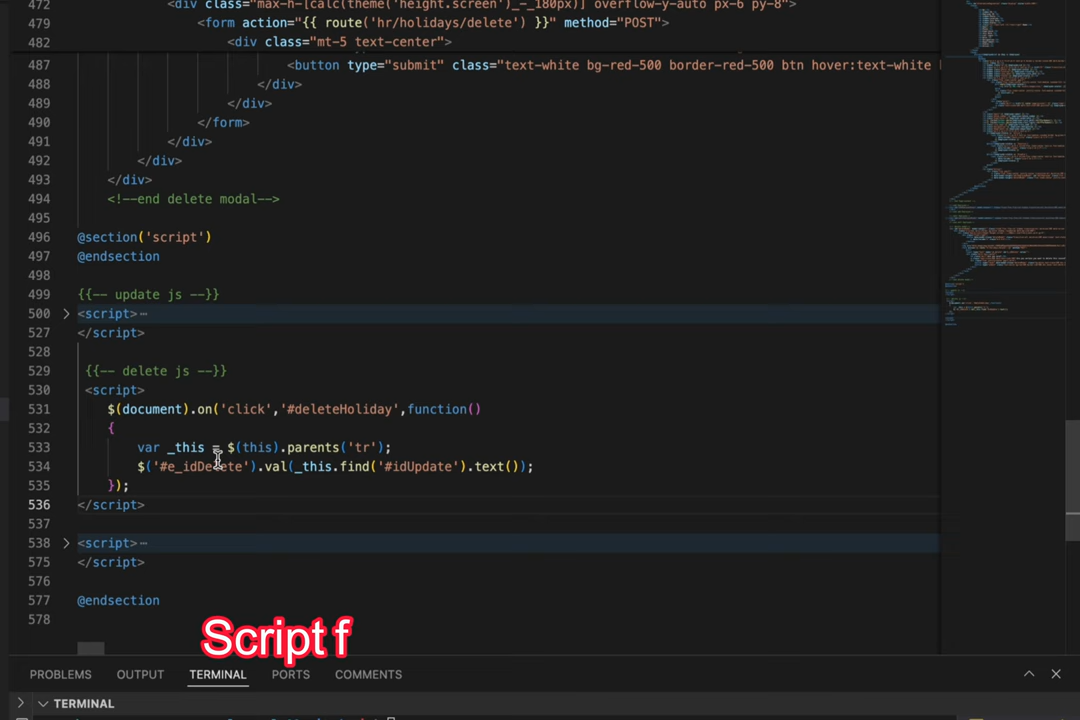 472 <div class="max-h-[calc(theme('height.screen')_-_180px)] overflow-y-auto px-6 py-8">
479 <form action="{{ route('hr/holidays/delete') }}" method="POST">
482 <div class="mt-5 text-center">
487 <button type="submit" class="text-white bg-red-500 border-red-500 btn hover:text-white
488 </div>
489 </div>
490 </form>
491 </div>
492 </div>
493 </div>
494 <!--end delete modal-->
495
496 @section('script')
497 @endsection
498
499 {{-- update js --}}
500 <script>…
527 </script>
528
529 {{-- delete js --}}
530 <script>
531 $(document).on('click','#deleteHoliday',function()
532 {
533 var _this = $(this).parents('tr');
534 $('#e_idDelete').val(_this.find('#idUpdate').text());
535 });
536 </script>
537
538 <script>…
575 </script>
576
577 @endsection
578
Script f
PROBLEMS OUTPUT TERMINAL PORTS COMMENTS
TERMINAL